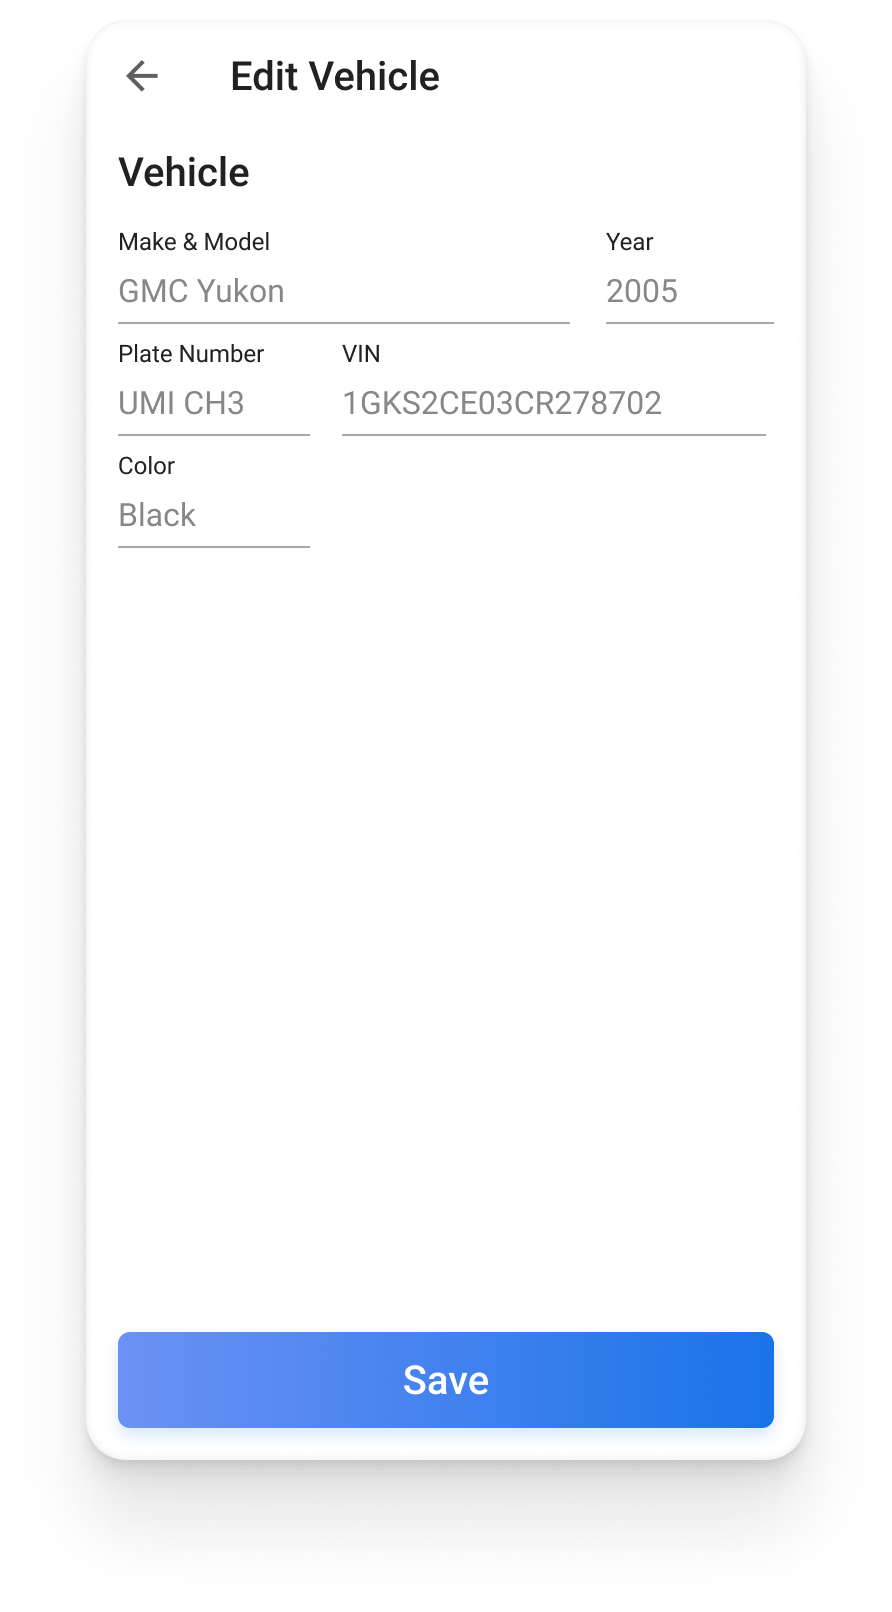 Edit Vehicle
Vehicle
Make & Model Year
GMC Yukon 2005
Plate Number VIN
UMI CH3 1GKS2CE03CR278702
Color
Black
Save